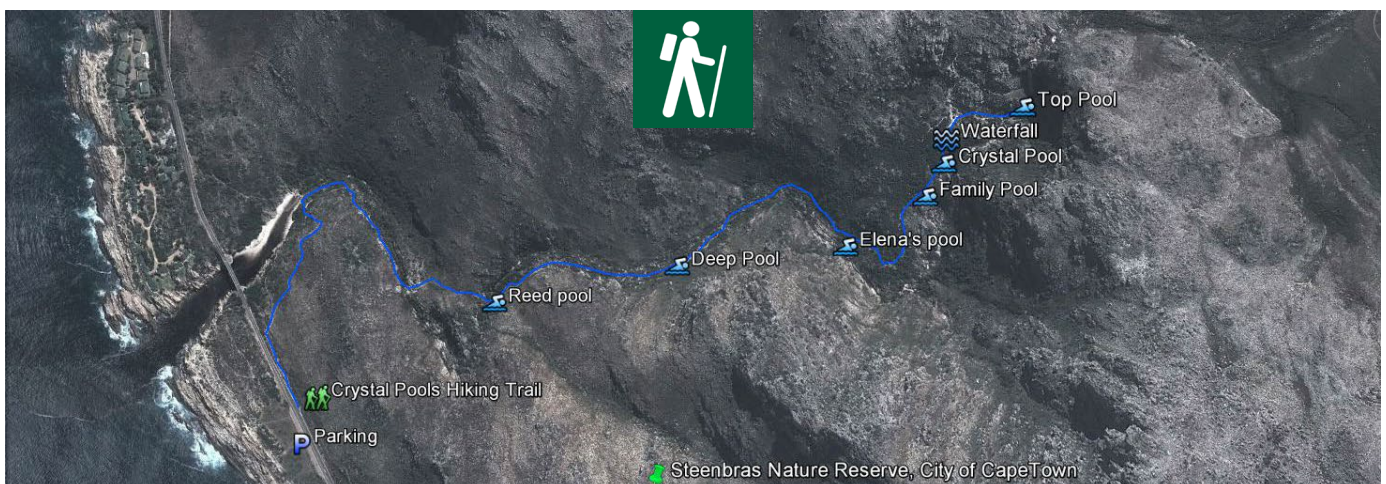 Top Pool
Waterfall
Crystal Pool
Family Pool
Elena's pool
Deep Pool
Reed pool
Crystal Pools Hiking Trail
P Parking
Steenbras Nature Reserve, City of CapeTown